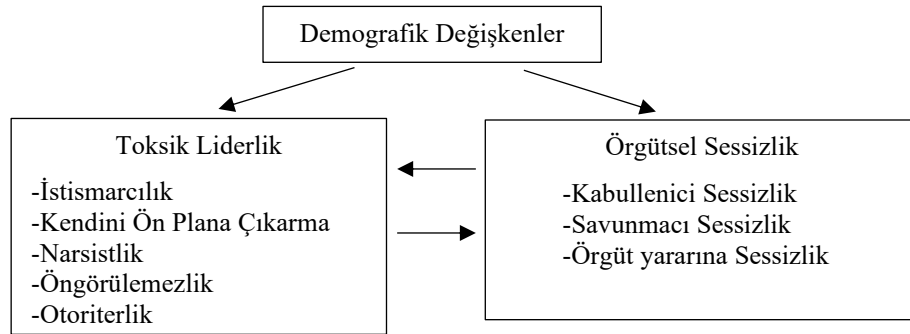 Demografik Değişkenler
Toksik Liderlik
-İstismarcılık
-Kendini Ön Plana Çıkarma
-Narsistlik
-Öngörülemezlik
-Otoriterlik
Örgütsel Sessizlik
-Kabullenici Sessizlik
-Savunmacı Sessizlik
-Örgüt yararına Sessizlik